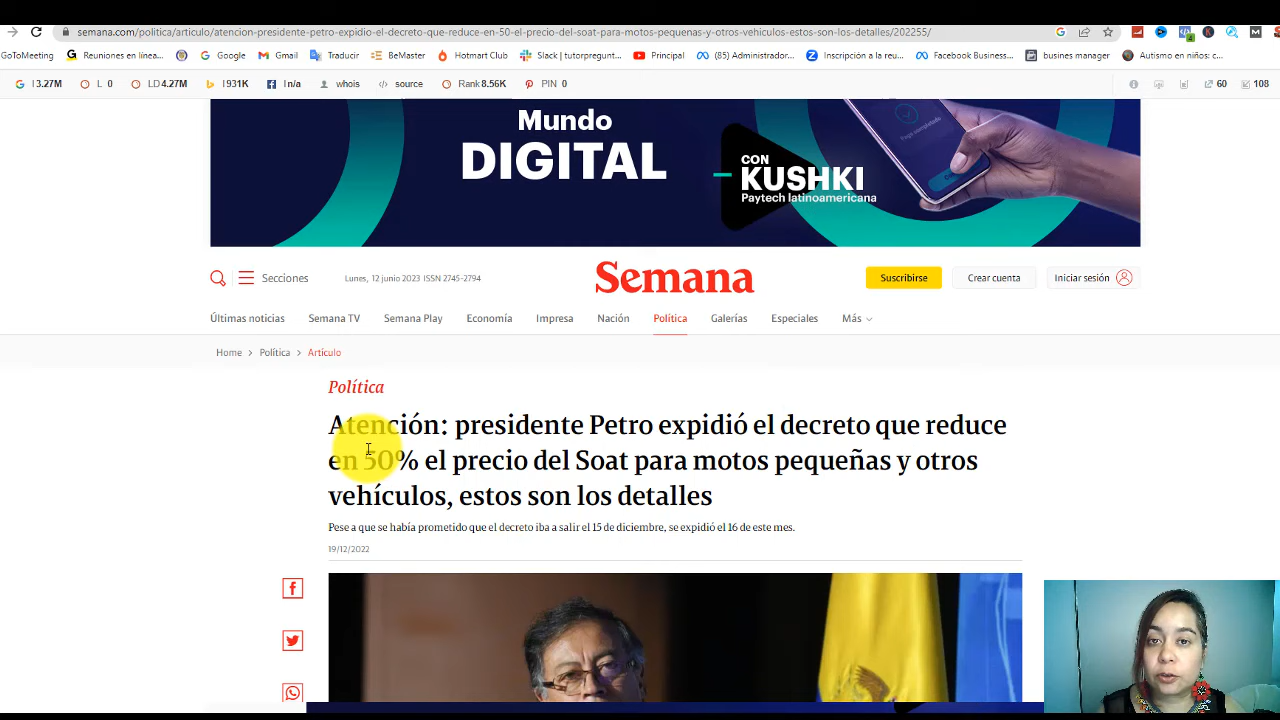 semana.com/politica/articulo/atencion-presidente-petro-expidio-el-decreto-que-reduce-en-50-el-precio-del-soat-para-motos-pequenas-y-otros-vehiculos-estos-son-los-detalles/202255/
GoToMeeting
Reuniones en línea...
Google
Gmail
Traducir
BeMaster
Hotmart Club
Slack | tutorpregunt...
Principal
(85) Administrador...
Inscripción a la reu...
Facebook Business...
busines manager
Autismo en niños: c...
I 3.27M
L 0
LD 4.27M
I 931K
I n/a
whois
source
Rank 8.56K
PIN 0
60
108
Mundo
DIGITAL
CON
KUSHKI
Paytech latinoamericana
Secciones
Lunes, 12 junio 2023 ISSN 2745-2794
Semana
Suscribirse
Crear cuenta
Iniciar sesión
Últimas noticias
Semana TV
Semana Play
Economía
Impresa
Nación
Política
Galerías
Especiales
Más
Home > Política > Artículo
Política
Atención: presidente Petro expidió el decreto que reduce
en 50% el precio del Soat para motos pequeñas y otros
vehículos, estos son los detalles
Pese a que se había prometido que el decreto iba a salir el 15 de diciembre, se expidió el 16 de este mes.
19/12/2022